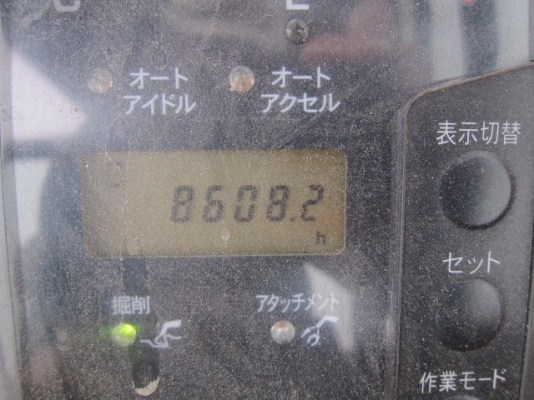 E
オート
アイドル
オート
アクセル
表示切替
8608.2
h
セット
掘削
アタッチメント
作業モード